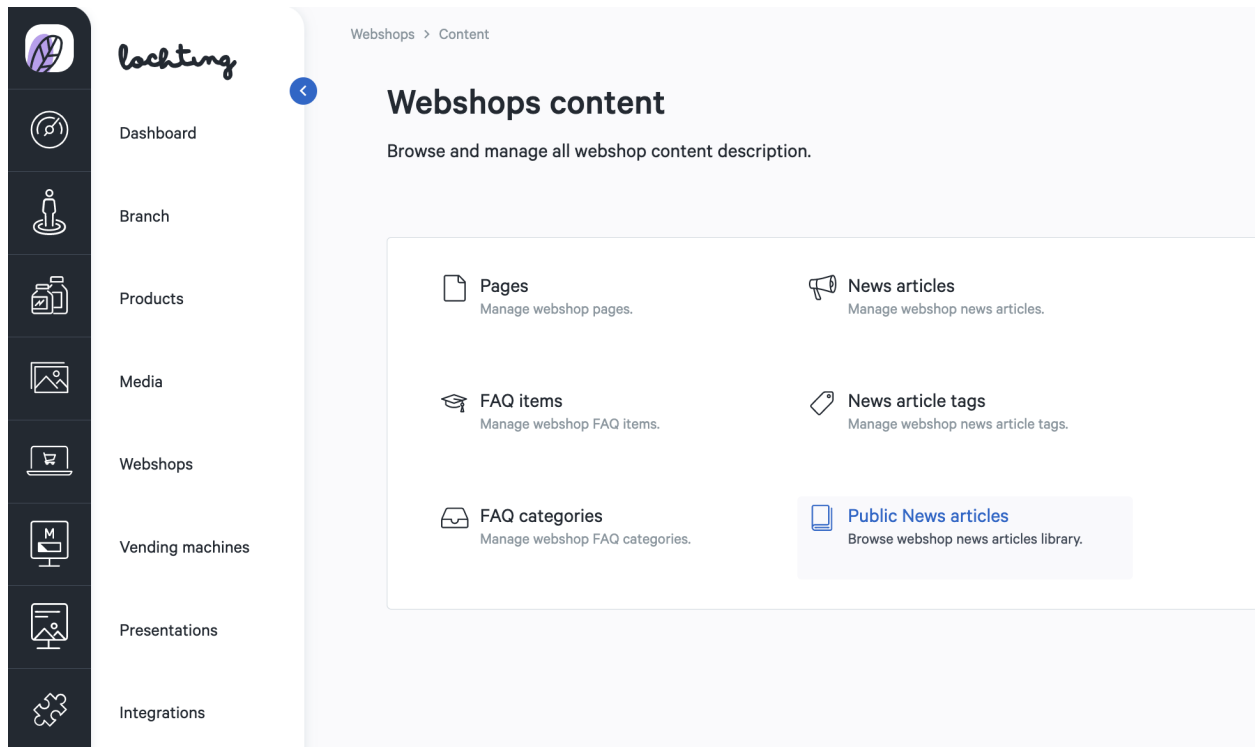 lochting
Dashboard
Branch
Products
Media
Webshops
M
Vending machines
Presentations
Integrations
Webshops > Content
Webshops content
Browse and manage all webshop content description.
Pages
Manage webshop pages.
News articles
Manage webshop news articles.
FAQ items
Manage webshop FAQ items.
News article tags
Manage webshop news article tags.
FAQ categories
Manage webshop FAQ categories.
Public News articles
Browse webshop news articles library.